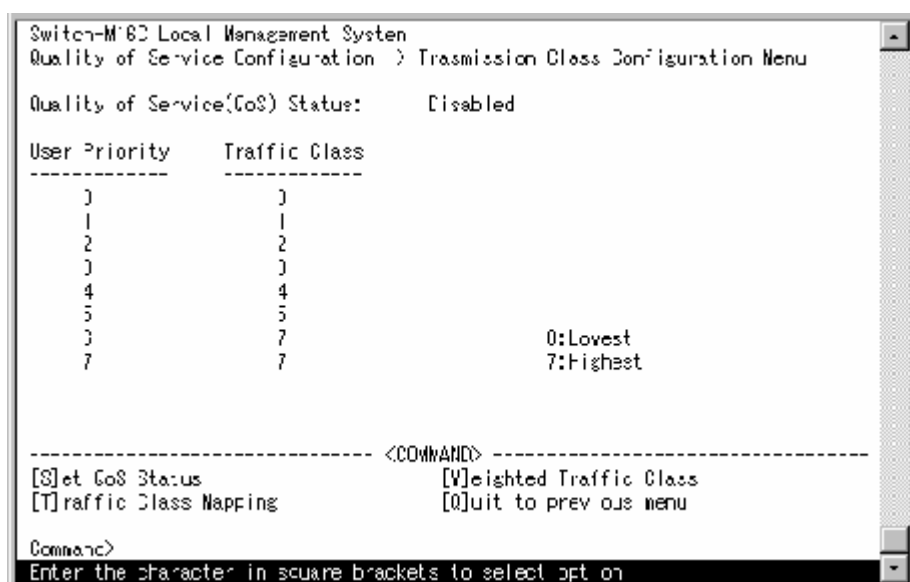 Local Management System
Quality of Service Configuration -> Trasmission Class Configuration Menu
Quality of Service(QoS) Status: Disabled
User Priority Traffic Class
------------- -------------
0 0
1 1
2 2
3 3
4 4
5 5
6 7
7 7
0:Lowest
7:Highest
-------------------------------- <COMMAND> -----------------------------------
[S]et QoS Status [W]eighted Traffic Class
[T]raffic Class Mapping [Q]uit to previous menu
Command>
Enter the character in square brackets to select option